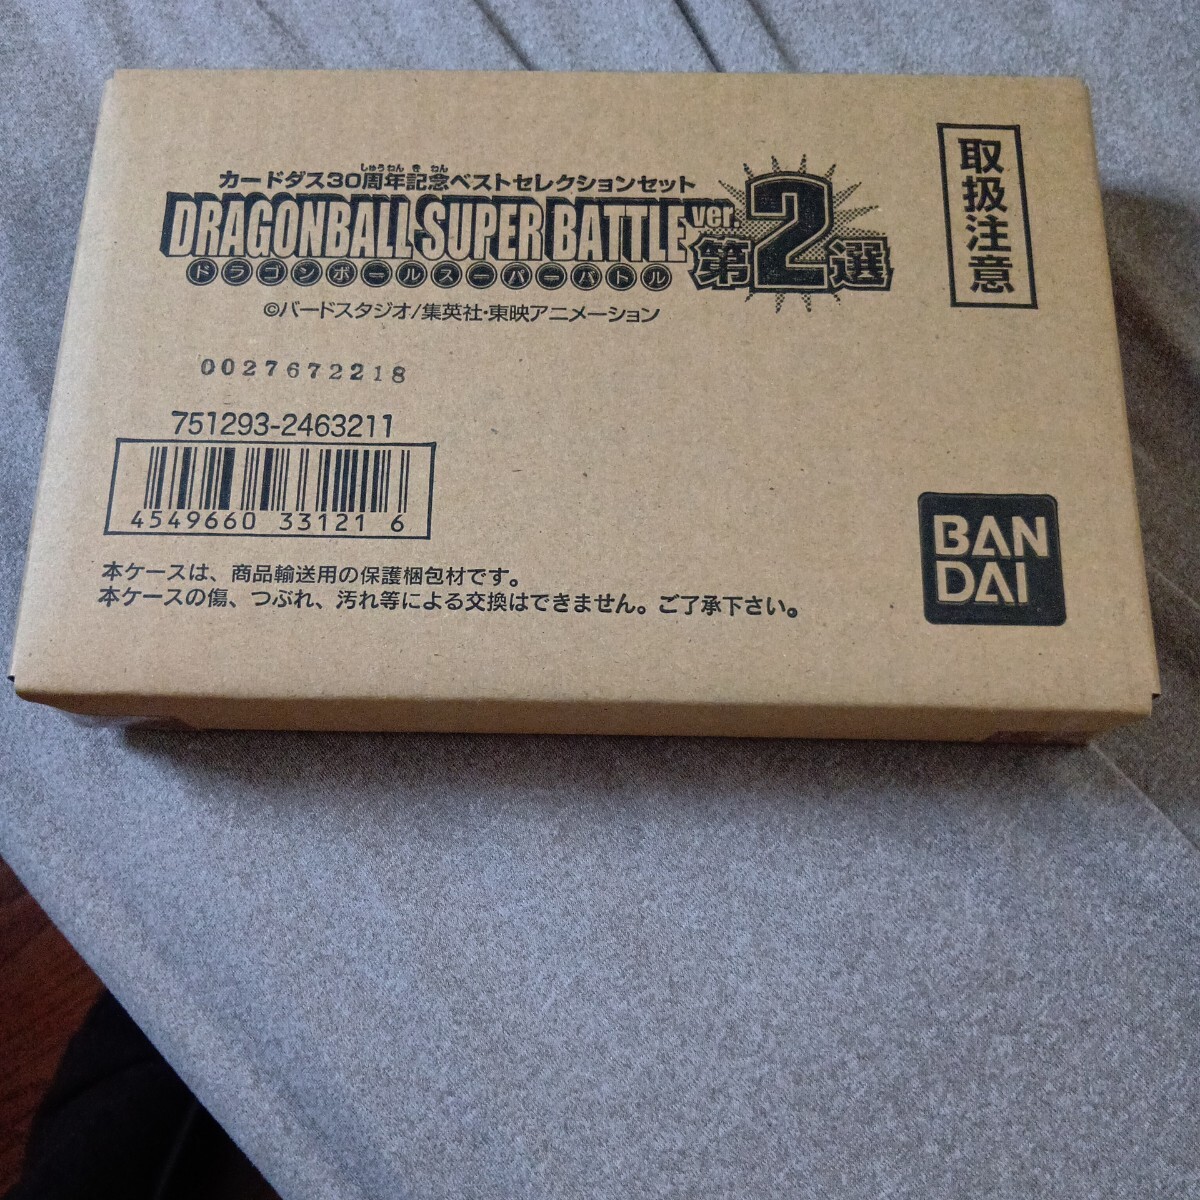 しゅうねん き ねん
カードダス30周年記念ベストセレクションセット
DRAGONBALL SUPER BATTLE ver.
ドラゴンボールスーパーバトル
第2選
©バードスタジオ/集英社・東映アニメーション
取扱注意
0027672218
751293-2463211
4549660 33121 6
本ケースは、商品輸送用の保護梱包材です。
本ケースの傷、つぶれ、汚れ等による交換はできません。ご了承下さい。
BAN
DAI